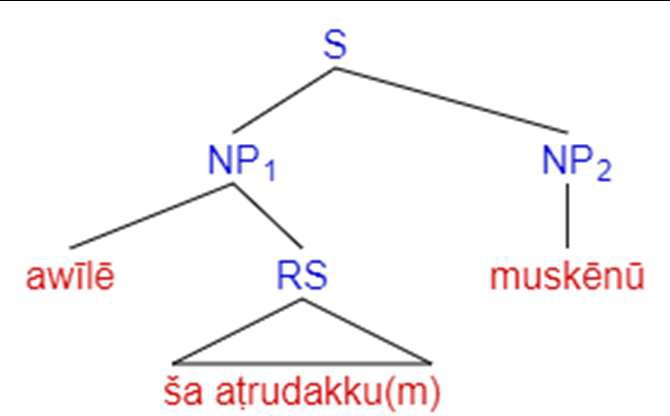 S
NP₁ NP₂
awīlē RS muskēnū
ša aṭrudakku(m)